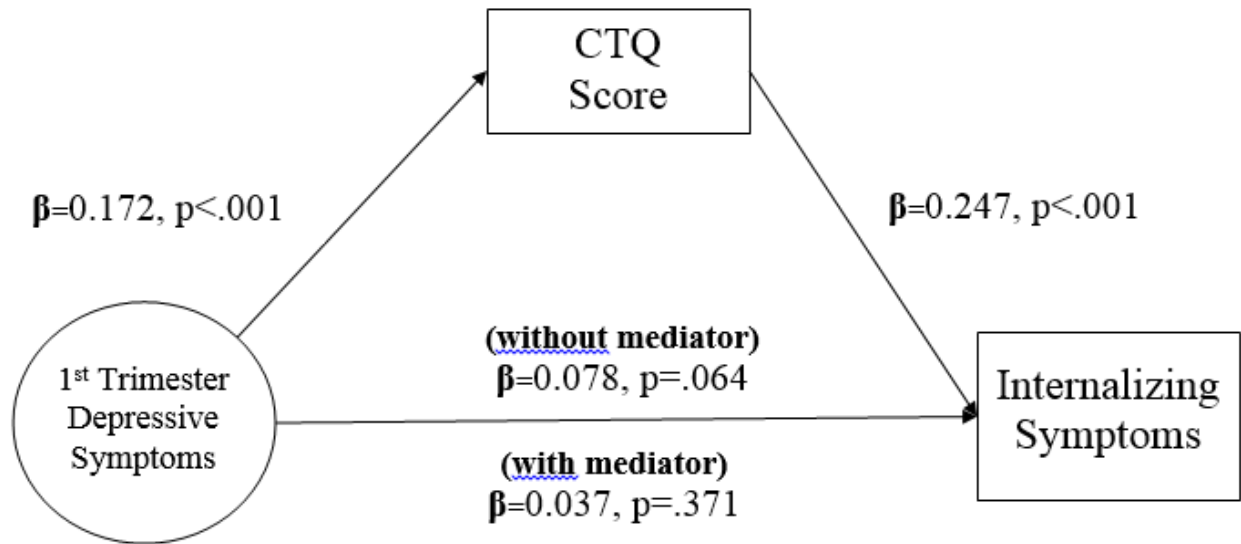 CTQ
Score
β=0.172, p<.001
β=0.247, p<.001
(without mediator)
β=0.078, p=.064
1st Trimester
Depressive
Symptoms
Internalizing
Symptoms
(with mediator)
β=0.037, p=.371